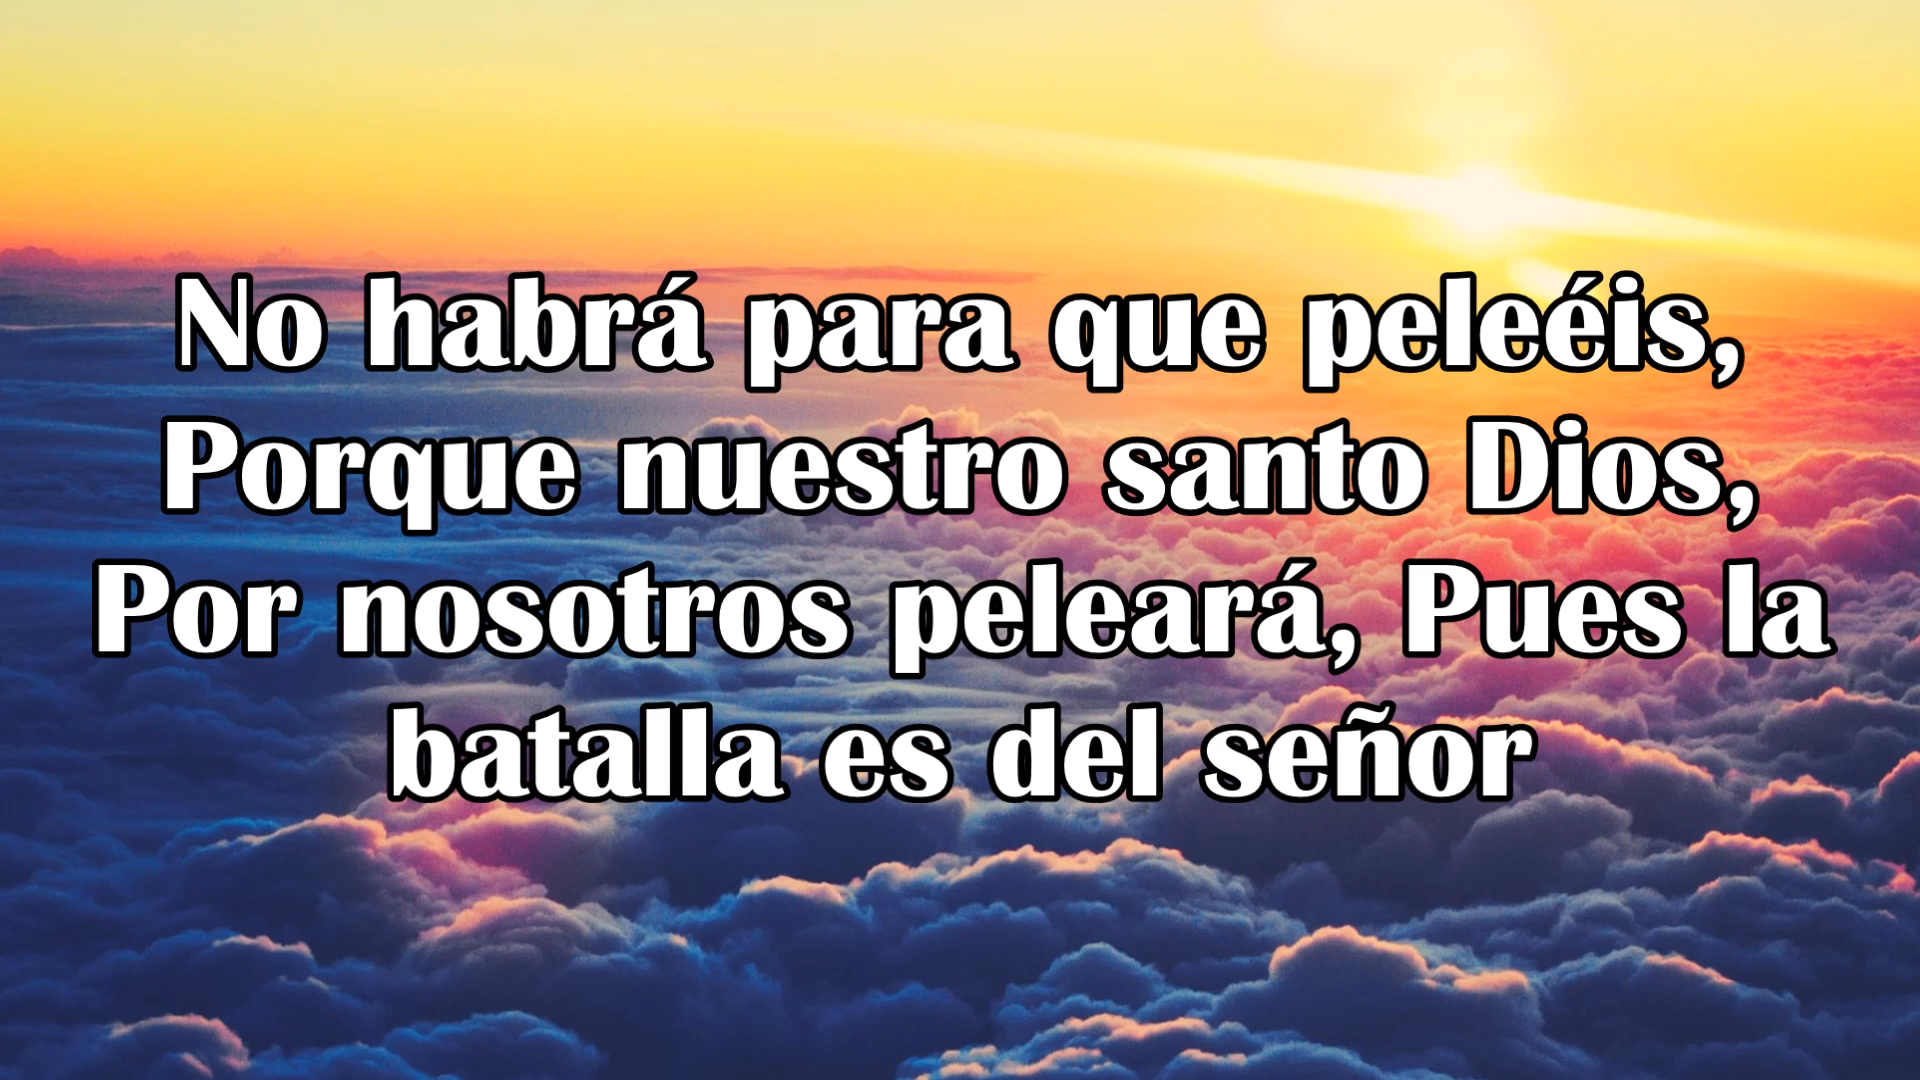 No habrá para que peleéis,
Porque nuestro santo Dios,
Por nosotros peleará, Pues la
batalla es del señor